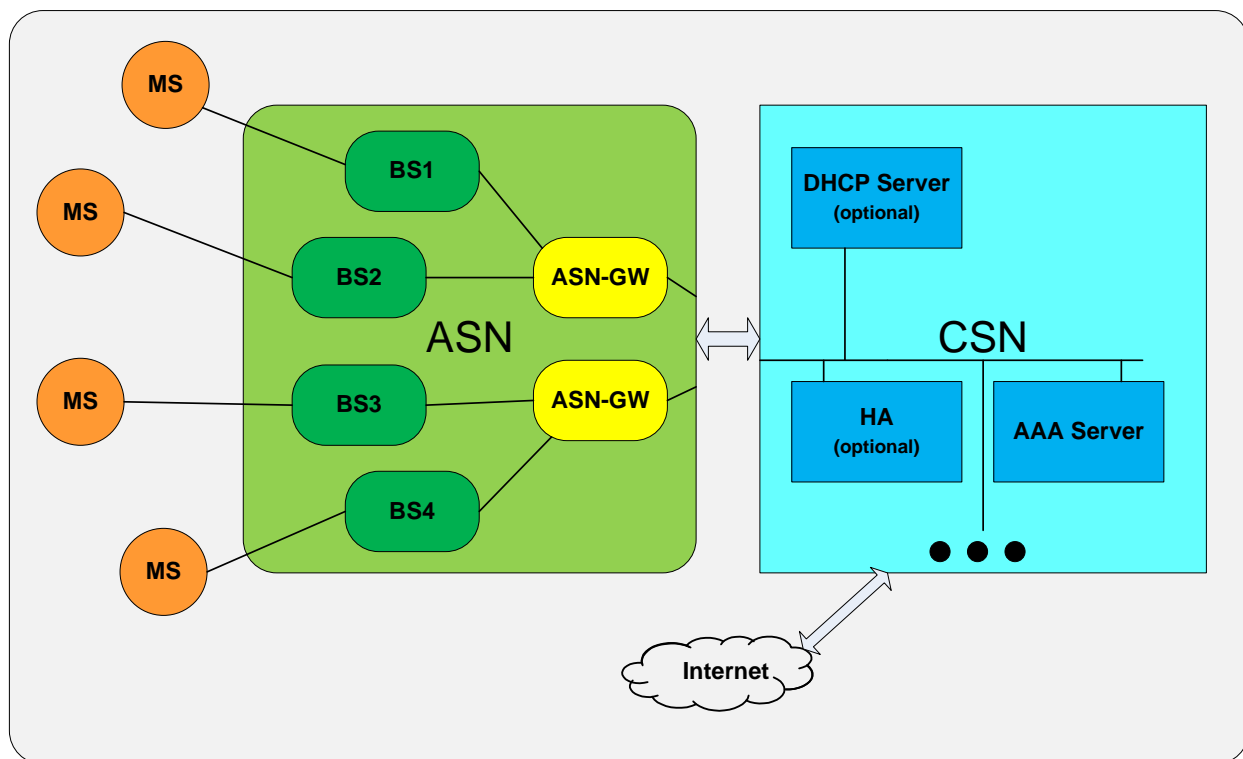 MS
MS
MS
MS
BS1
BS2
BS3
BS4
ASN-GW
ASN-GW
ASN
DHCP Server
(optional)
CSN
HA
(optional)
AAA Server
Internet